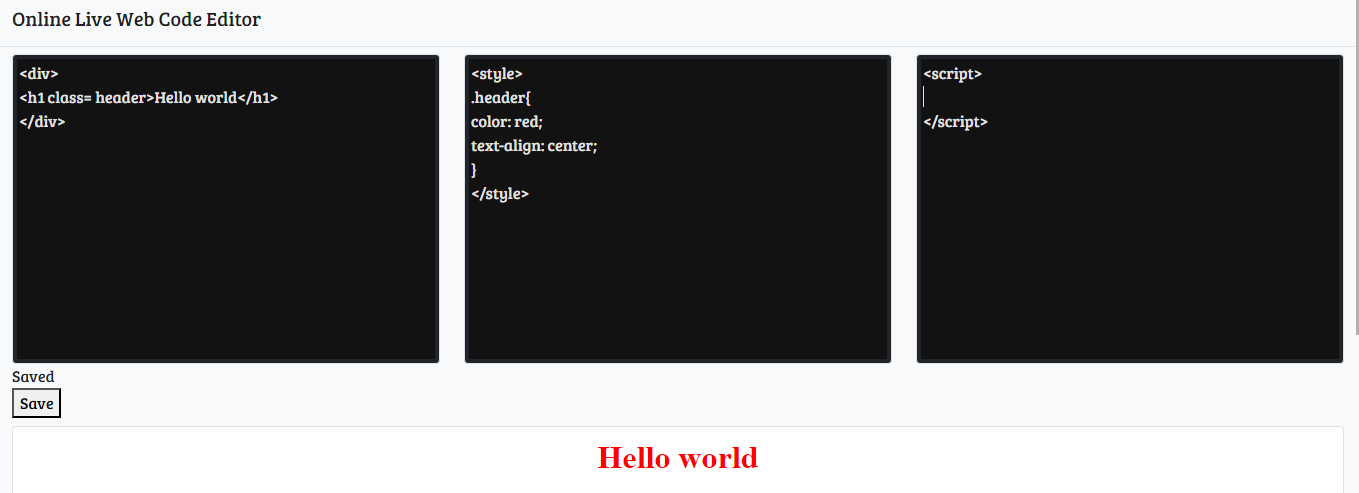 Online Live Web Code Editor
<div>
<h1 class= header>Hello world</h1>
</div>
<style>
.header{
color: red;
text-align: center;
}
</style>
<script>
</script>
Saved
Save
Hello world